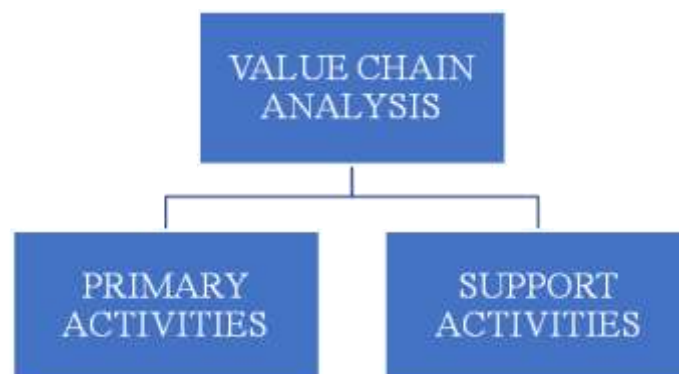 VALUE CHAIN
ANALYSIS
PRIMARY
ACTIVITIES
SUPPORT
ACTIVITIES